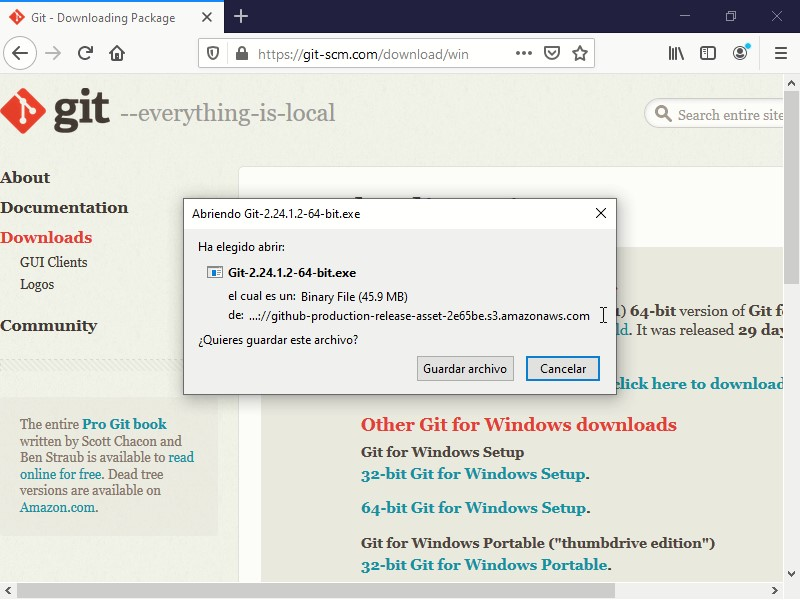 Git - Downloading Package
https://git-scm.com/download/win
git --everything-is-local
Search entire site
About
Documentation
Downloads
GUI Clients
Logos
Community
The entire Pro Git book
written by Scott Chacon and
Ben Straub is available to read
online for free. Dead tree
versions are available on
Amazon.com.
Abriendo Git-2.24.1.2-64-bit.exe
Ha elegido abrir:
Git-2.24.1.2-64-bit.exe
el cual es un: Binary File (45.9 MB)
de: ...://github-production-release-asset-2e65be.s3.amazonaws.com
¿Quieres guardar este archivo?
Guardar archivo
Cancelar
) 64-bit version of Git f
ld. It was released 29 day
click here to download
Other Git for Windows downloads
Git for Windows Setup
32-bit Git for Windows Setup.
64-bit Git for Windows Setup.
Git for Windows Portable ("thumbdrive edition")
32-bit Git for Windows Portable.